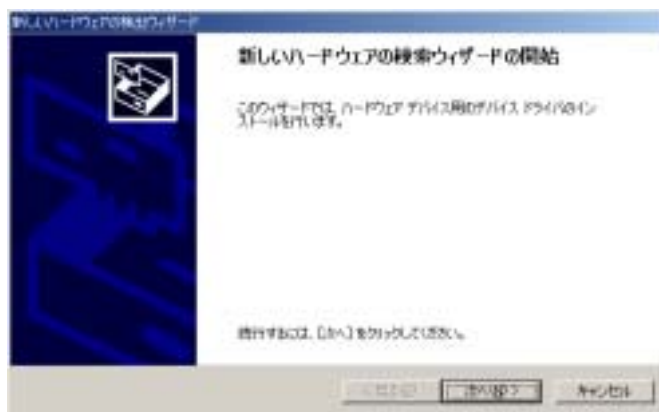 新しいハードウェアの検出ウィザード
新しいハードウェアの検索ウィザードの開始
このウィザードでは、ハードウェア デバイス用のデバイス ドライバのイン
ストールを行います。
続行するには、[次へ] をクリックしてください。
< 戻る(B)
次へ(N) >
キャンセル